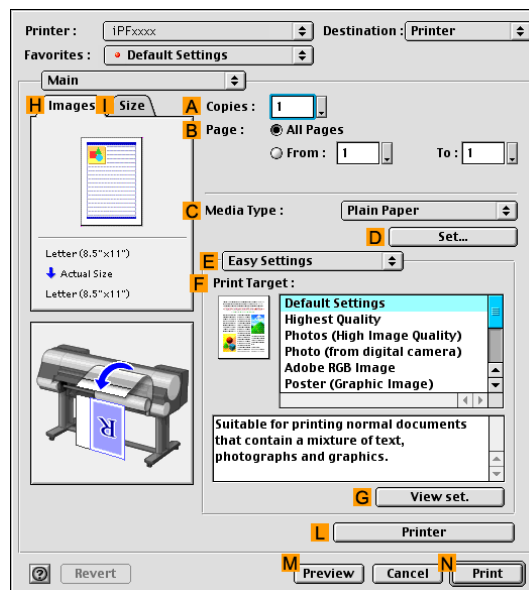 Printer : iPFxxxx Destination : Printer
Favorites : Default Settings
Main
H Images I Size
A Copies : 1
B Page : All Pages
From : 1 To : 1
C Media Type : Plain Paper
D Set...
Letter (8.5"x11")
Actual Size
Letter (8.5"x11")
E Easy Settings
F Print Target :
Default Settings
Highest Quality
Photos (High Image Quality)
Photo (from digital camera)
Adobe RGB Image
Poster (Graphic Image)
R
Suitable for printing normal documents
that contain a mixture of text,
photographs and graphics.
G View set.
L Printer
? Revert M Preview Cancel N Print